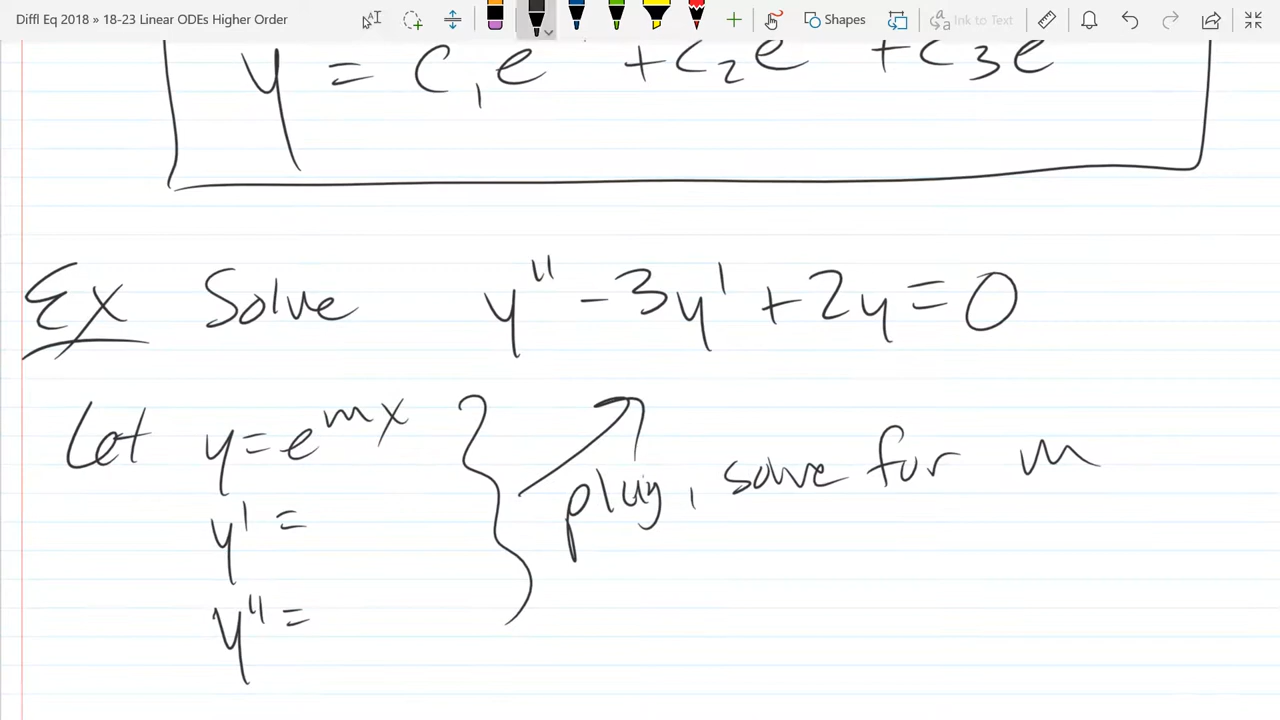 Diffl Eq 2018 » 18-23 Linear ODEs Higher Order
Shapes
Ink to Text
y = c₁e + c₂e + c₃e
Ex Solve y" - 3y' + 2y = 0
Let y = e^mx
plug, solve for m
y' =
y" =